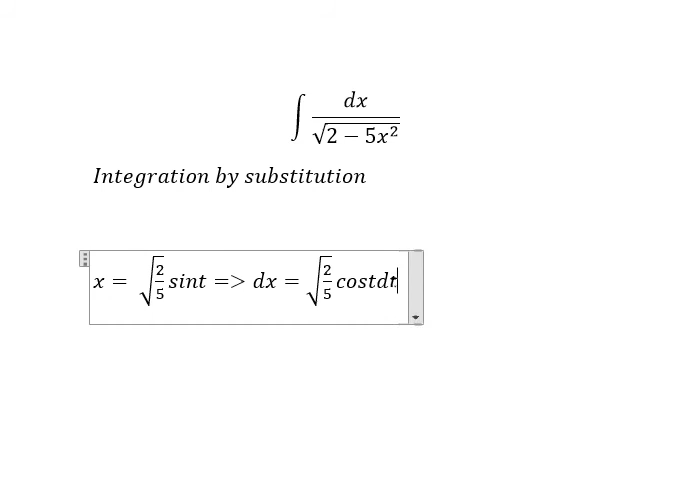 ∫ dx / √(2 − 5x²)
Integration by substitution
x = √(2/5) sint => dx = √(2/5) costdt